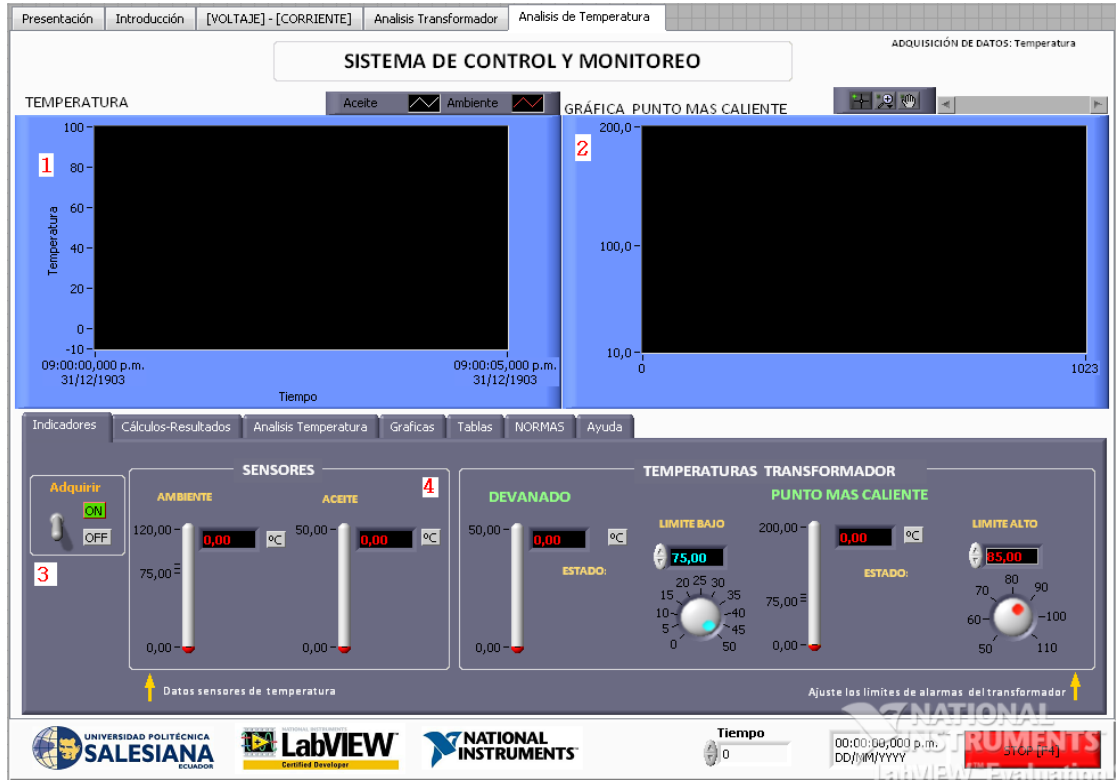 Presentación
Introducción
[VOLTAJE] - [CORRIENTE]
Analisis Transformador
Analisis de Temperatura
ADQUISICIÓN DE DATOS: Temperatura
SISTEMA DE CONTROL Y MONITOREO
TEMPERATURA
Aceite
Ambiente
GRÁFICA PUNTO MAS CALIENTE
1
100
80
60
40
20
0
-10
Temperatura
09:00:00,000 p.m.
31/12/1903
09:00:05,000 p.m.
31/12/1903
Tiempo
2
200,0
100,0
10,0
0
1023
Indicadores
Cálculos-Resultados
Analisis Temperatura
Graficas
Tablas
NORMAS
Ayuda
Adquirir
ON
OFF
3
SENSORES
4
AMBIENTE
120,00
75,00
0,00
0,00
ºC
ACEITE
50,00
0,00
0,00
ºC
TEMPERATURAS TRANSFORMADOR
DEVANADO
50,00
0,00
0,00
ºC
ESTADO:
LIMITE BAJO
75,00
0
5
10
15
20
25
30
35
40
45
50
PUNTO MAS CALIENTE
200,00
75,00
0,00
0,00
ºC
ESTADO:
LIMITE ALTO
85,00
50
60
70
80
90
100
110
Datos sensores de temperatura
Ajuste los límites de alarmas del transformador
UNIVERSIDAD POLITÉCNICA
SALESIANA
ECUADOR
NATIONAL INSTRUMENTS
LabVIEW
Certified Developer
NATIONAL
INSTRUMENTS
Tiempo
0
00:00:00,000 p.m.
DD/MM/YYYY
STOP [F4]
NATIONAL
INSTRUMENTS
LabVIEW™ Evaluation